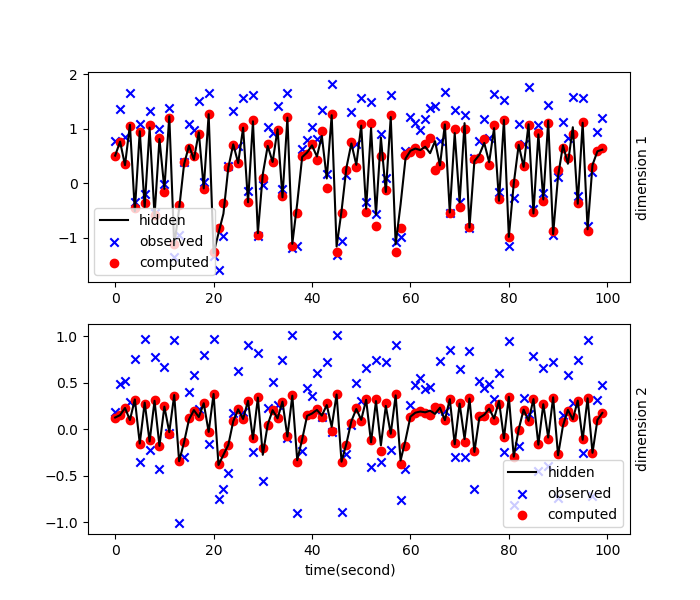 2
1
0
−1
hidden
observed
computed
0 20 40 60 80 100
dimension 1
1.0
0.5
0.0
−0.5
−1.0
hidden
observed
computed
0 20 40 60 80 100
time(second)
dimension 2